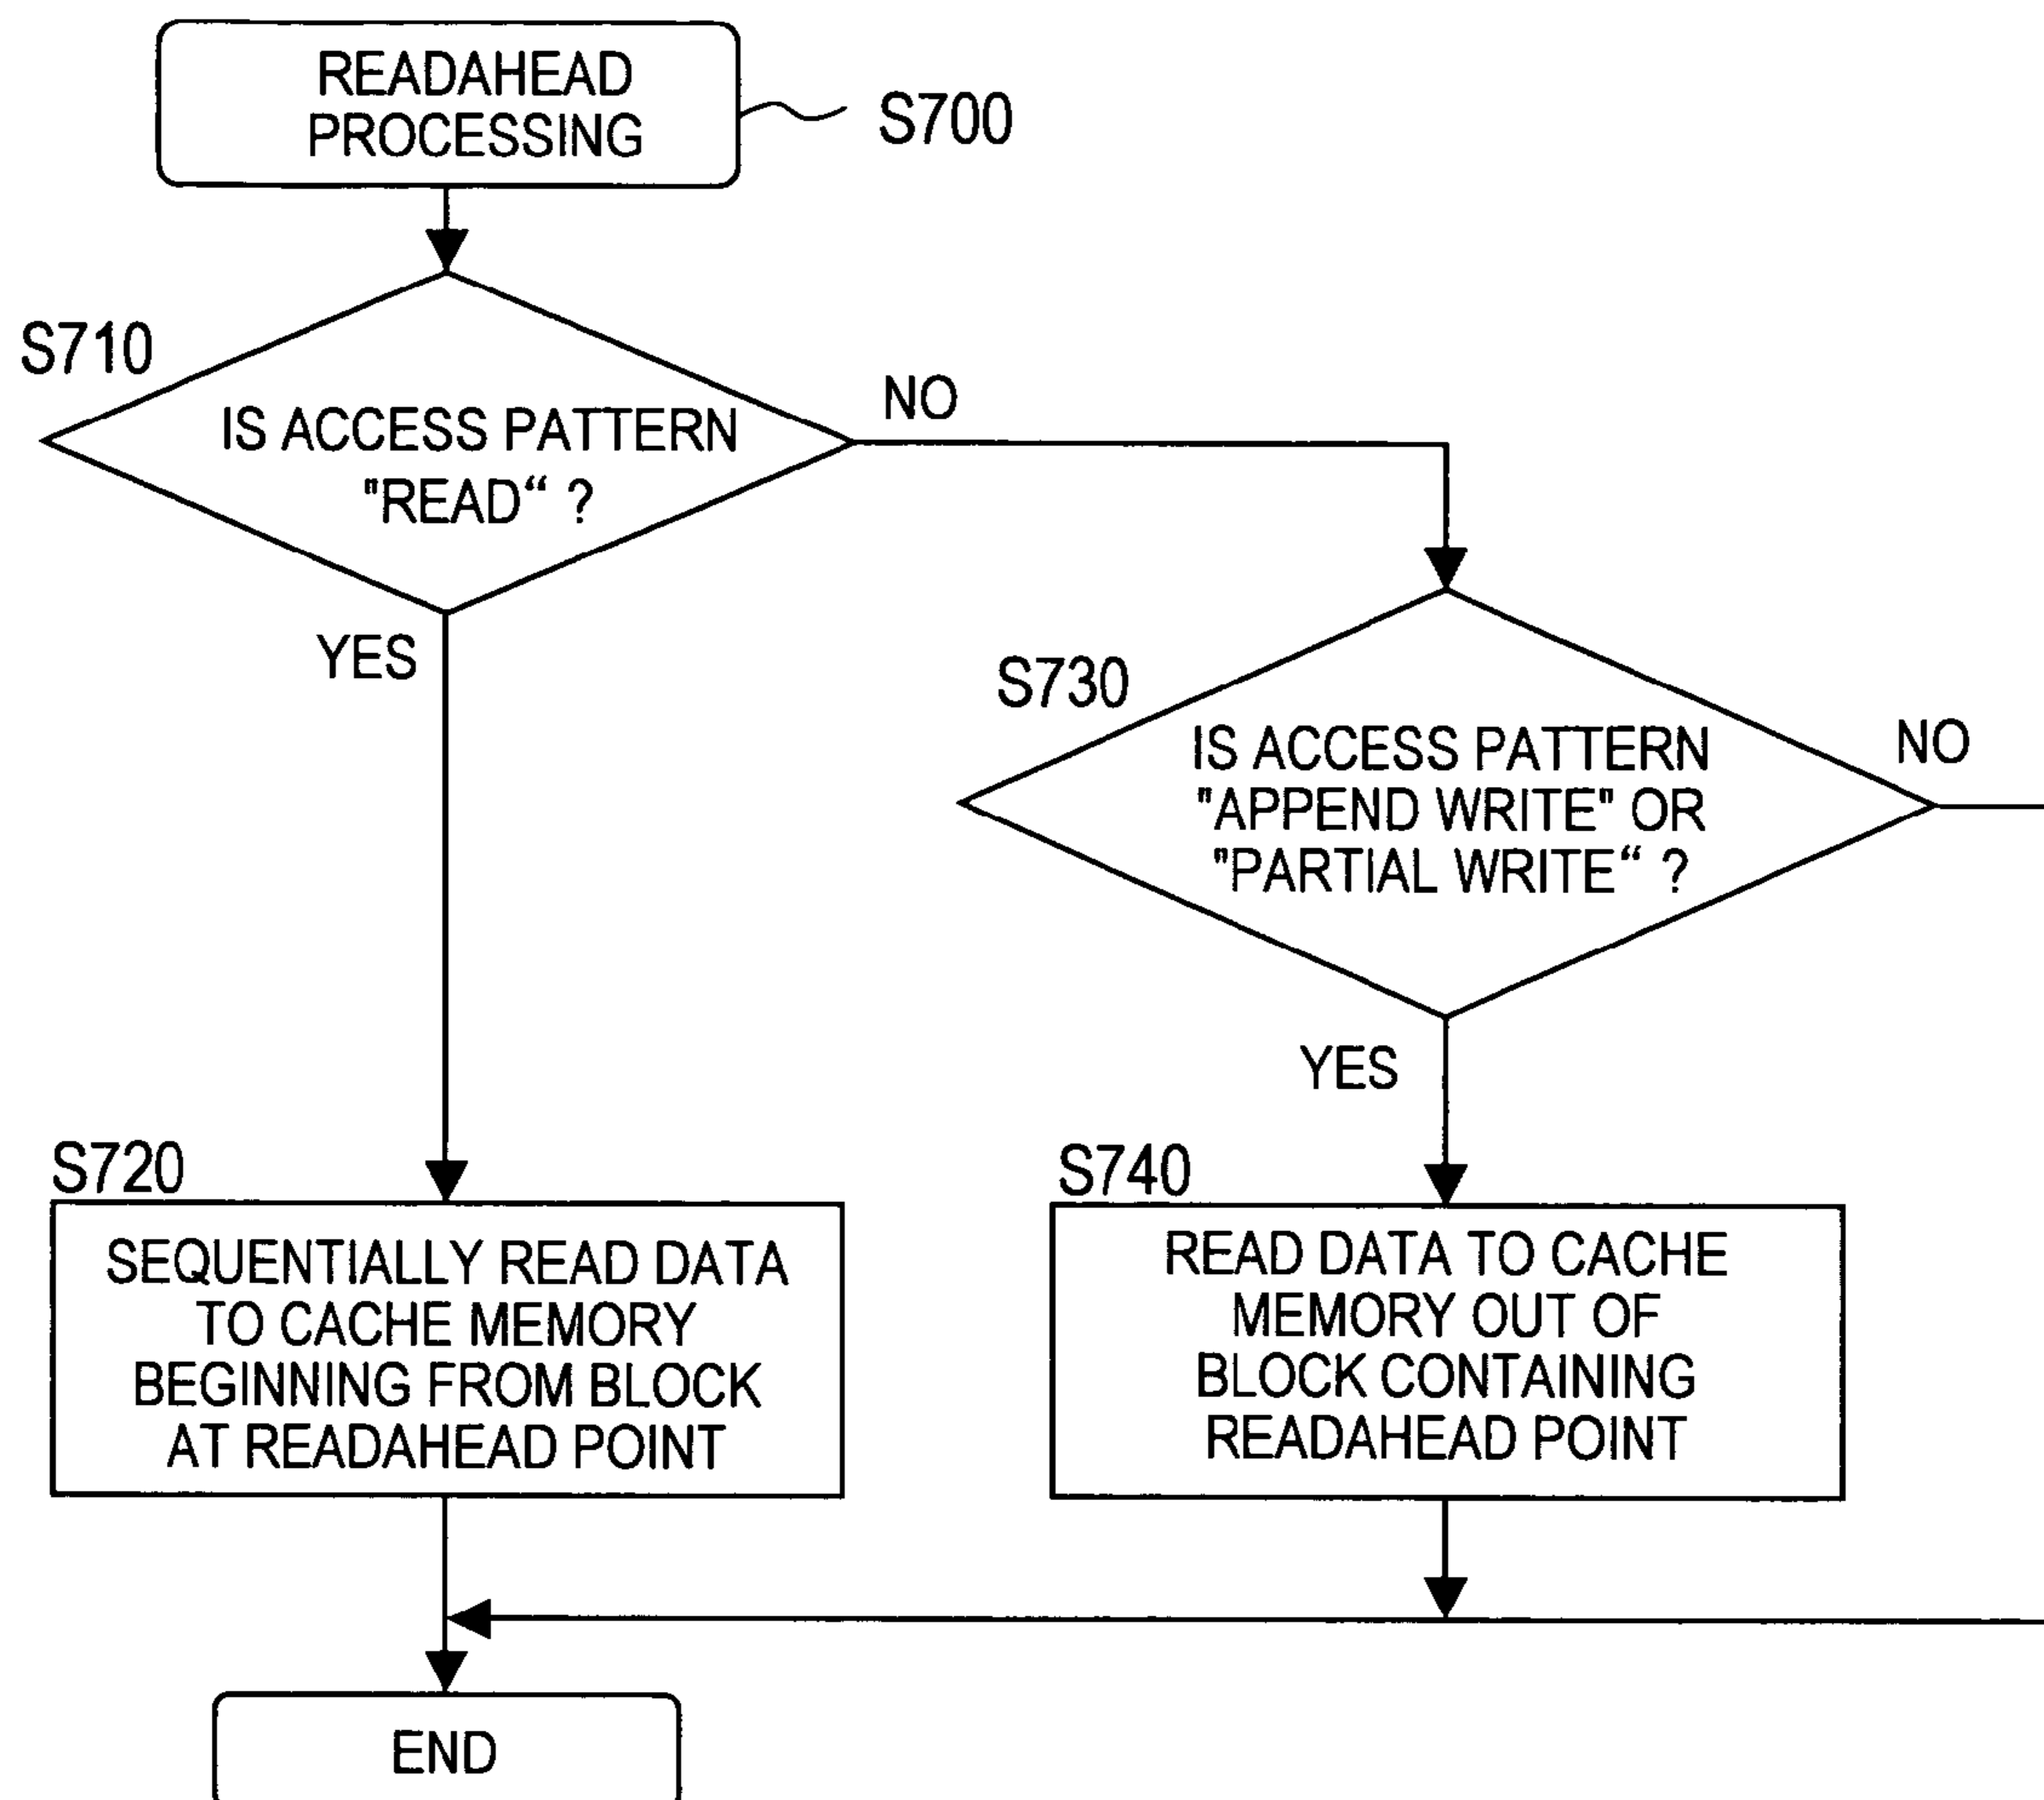 READAHEAD
PROCESSING
S700
S710
IS ACCESS PATTERN
"READ“ ?
NO
YES
S730
IS ACCESS PATTERN
"APPEND WRITE" OR
"PARTIAL WRITE“ ?
NO
YES
S720
SEQUENTIALLY READ DATA
TO CACHE MEMORY
BEGINNING FROM BLOCK
AT READAHEAD POINT
S740
READ DATA TO CACHE
MEMORY OUT OF
BLOCK CONTAINING
READAHEAD POINT
END